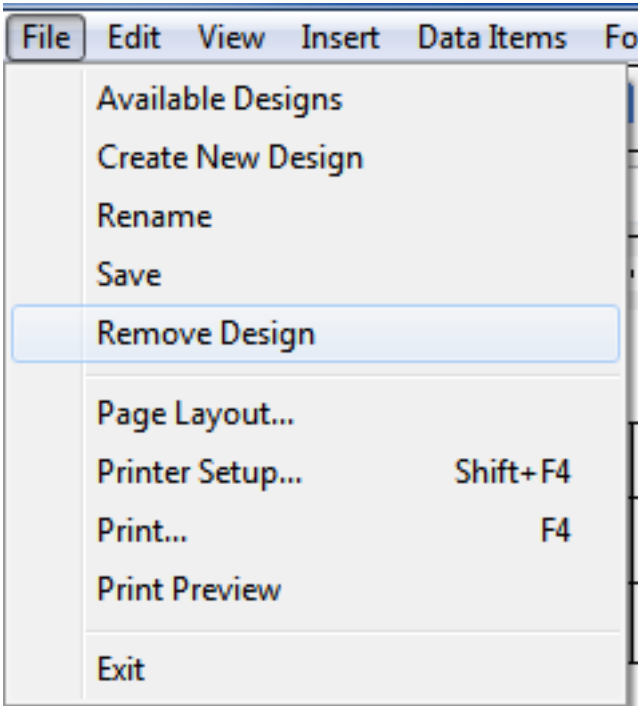 File Edit View Insert Data Items Fo
Available Designs
Create New Design
Rename
Save
Remove Design
Page Layout...
Printer Setup... Shift+F4
Print... F4
Print Preview
Exit